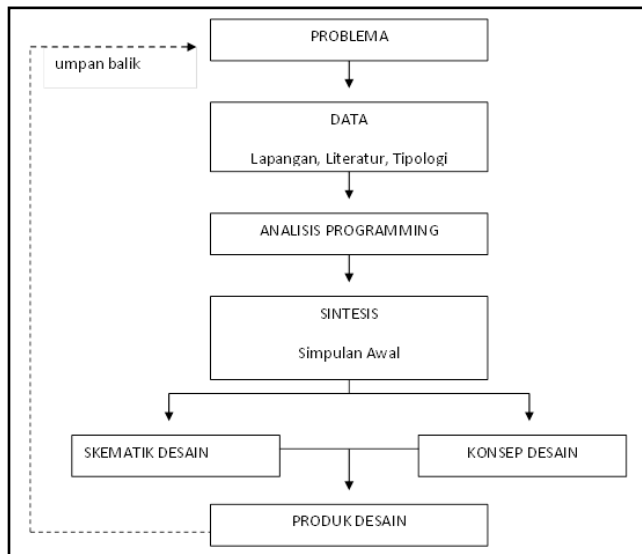 PROBLEMA
umpan balik
DATA
Lapangan, Literatur, Tipologi
ANALISIS PROGRAMMING
SINTESIS
Simpulan Awal
SKEMATIK DESAIN
KONSEP DESAIN
PRODUK DESAIN